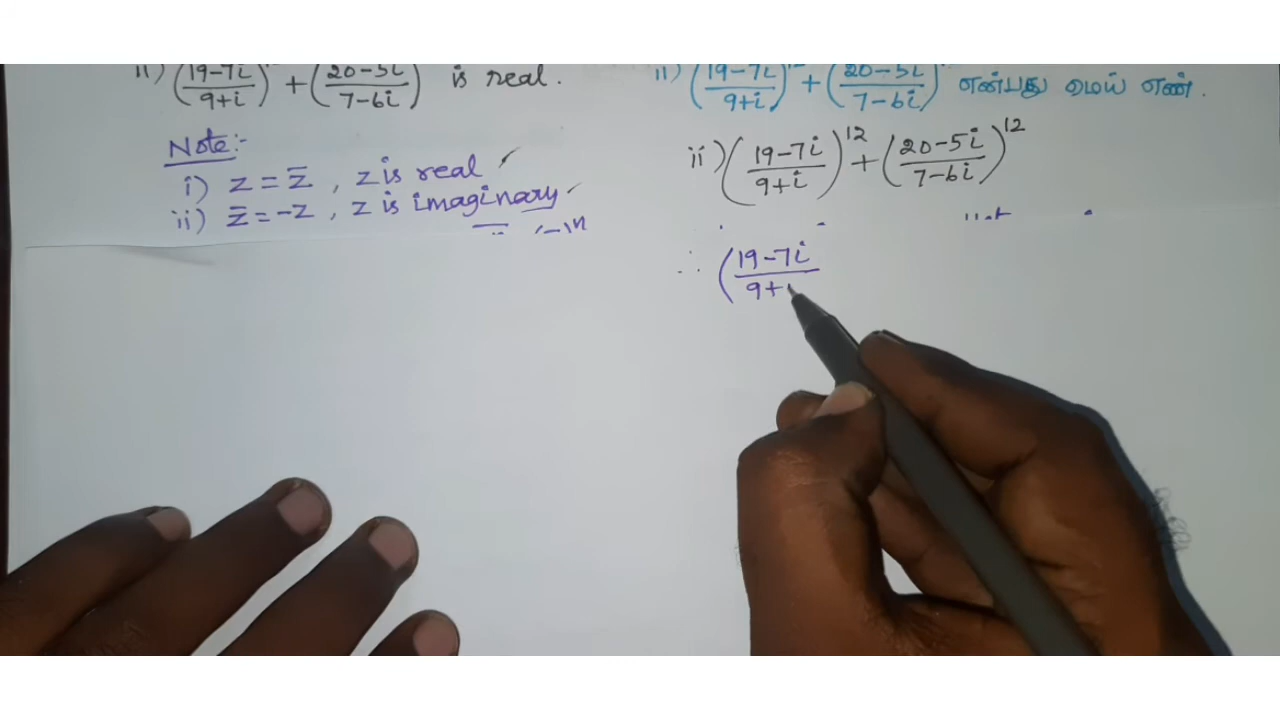 ii) (19-7i/9+i) + (20-5i/7-6i) is real.
Note:-
i) z = z̅, z is real
ii) z̅ = -z, z is imaginary
ii) (19-7i/9+i)¹² + (20-5i/7-6i) என்பது மெய் எண்.
ii) (19-7i/9+i)¹² + (20-5i/7-6i)¹²
∴ (19-7i/9+i